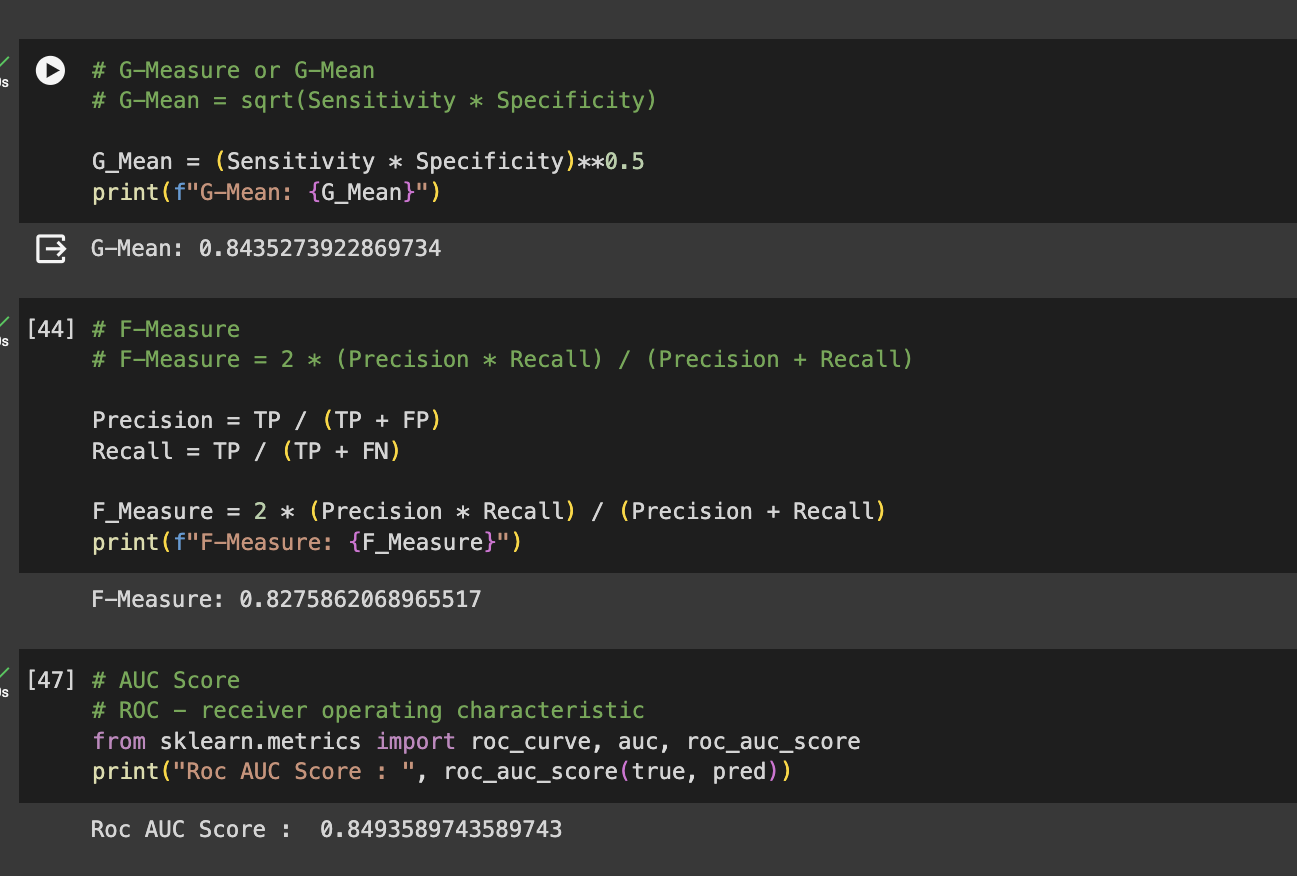 # G-Measure or G-Mean
# G-Mean = sqrt(Sensitivity * Specificity)
G_Mean = (Sensitivity * Specificity)**0.5
print(f"G-Mean: {G_Mean}")
G-Mean: 0.8435273922869734
[44] # F-Measure
# F-Measure = 2 * (Precision * Recall) / (Precision + Recall)
Precision = TP / (TP + FP)
Recall = TP / (TP + FN)
F_Measure = 2 * (Precision * Recall) / (Precision + Recall)
print(f"F-Measure: {F_Measure}")
F-Measure: 0.8275862068965517
[47] # AUC Score
# ROC - receiver operating characteristic
from sklearn.metrics import roc_curve, auc, roc_auc_score
print("Roc AUC Score : ", roc_auc_score(true, pred))
Roc AUC Score :  0.8493589743589743